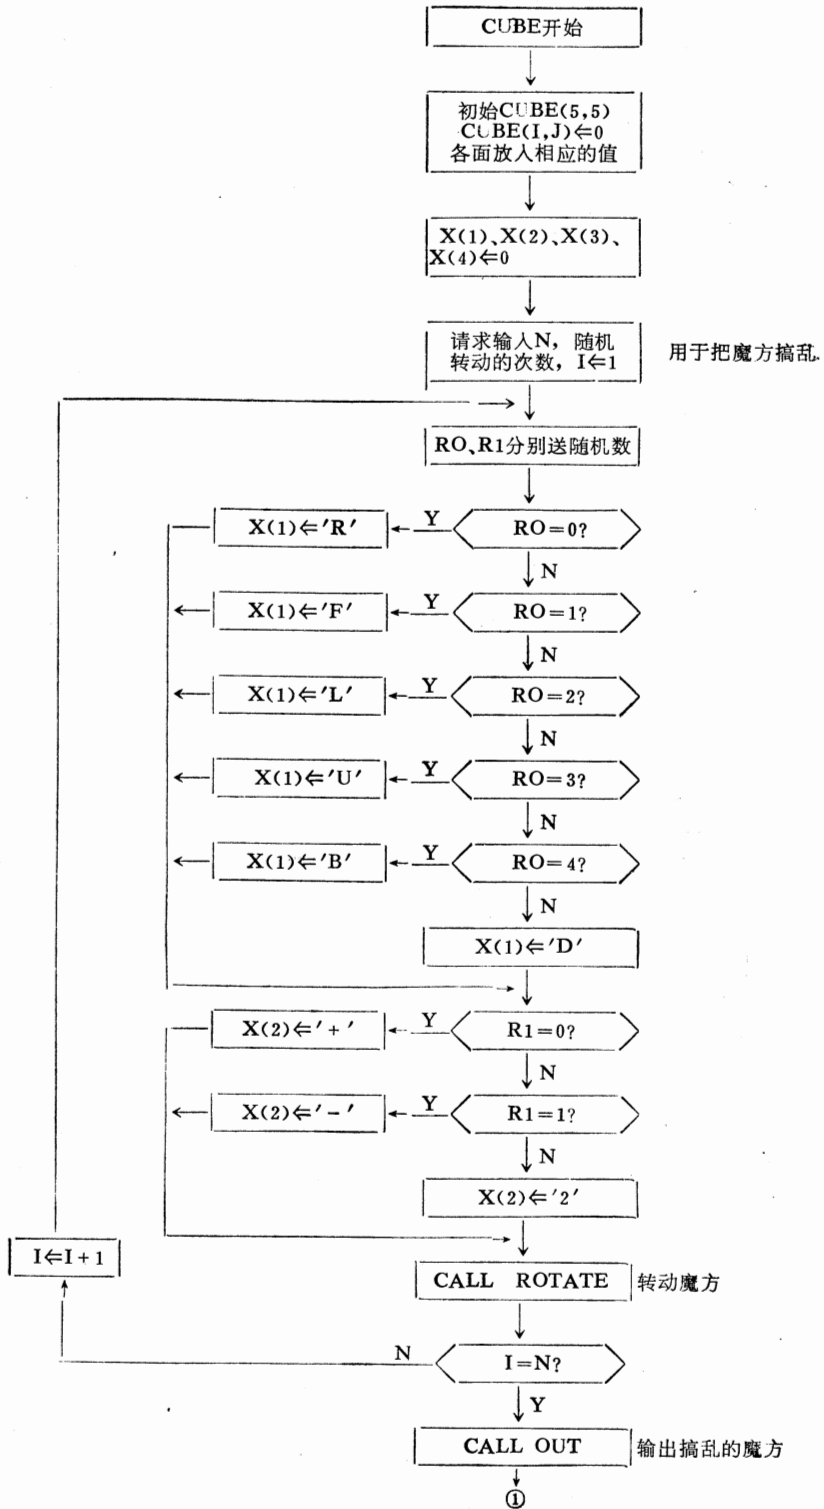 CUBE开始
初始CUBE(5,5)
CUBE(I,J)⇐0
各面放入相应的值
X(1)、X(2)、X(3)、
X(4)⇐0
请求输入N，随机
转动的次数，I⇐1
用于把魔方搞乱.
RO、R1分别送随机数
X(1)⇐'R'
Y
RO=0?
N
X(1)⇐'F'
Y
RO=1?
N
X(1)⇐'L'
Y
RO=2?
N
X(1)⇐'U'
Y
RO=3?
N
X(1)⇐'B'
Y
RO=4?
N
X(1)⇐'D'
X(2)⇐'+'
Y
R1=0?
N
X(2)⇐'-'
Y
R1=1?
N
X(2)⇐'2'
I⇐I+1
CALL ROTATE
转动魔方
N
I=N?
Y
CALL OUT
输出搞乱的魔方
①